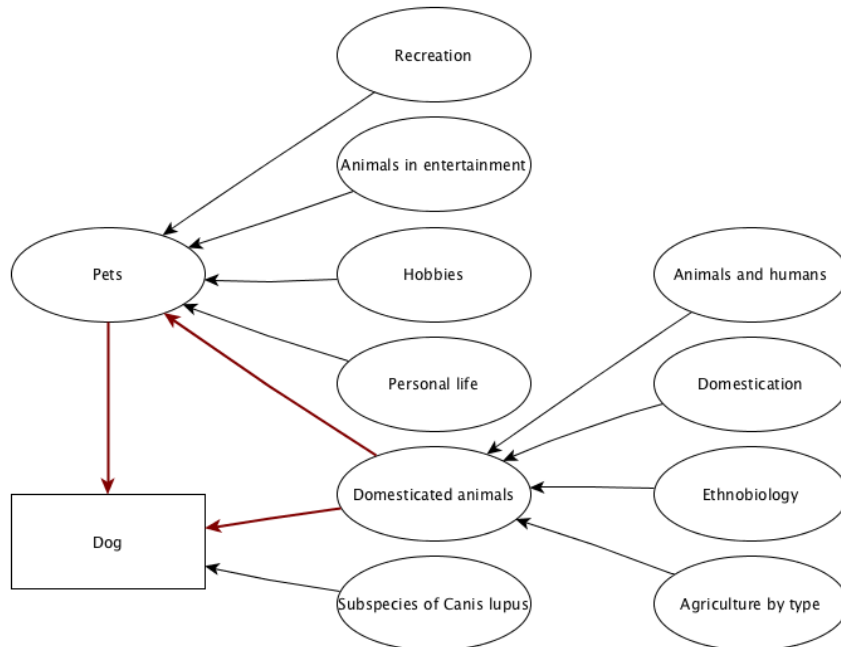 Recreation
Animals in entertainment
Pets
Hobbies
Animals and humans
Personal life
Domestication
Domesticated animals
Ethnobiology
Dog
Subspecies of Canis lupus
Agriculture by type